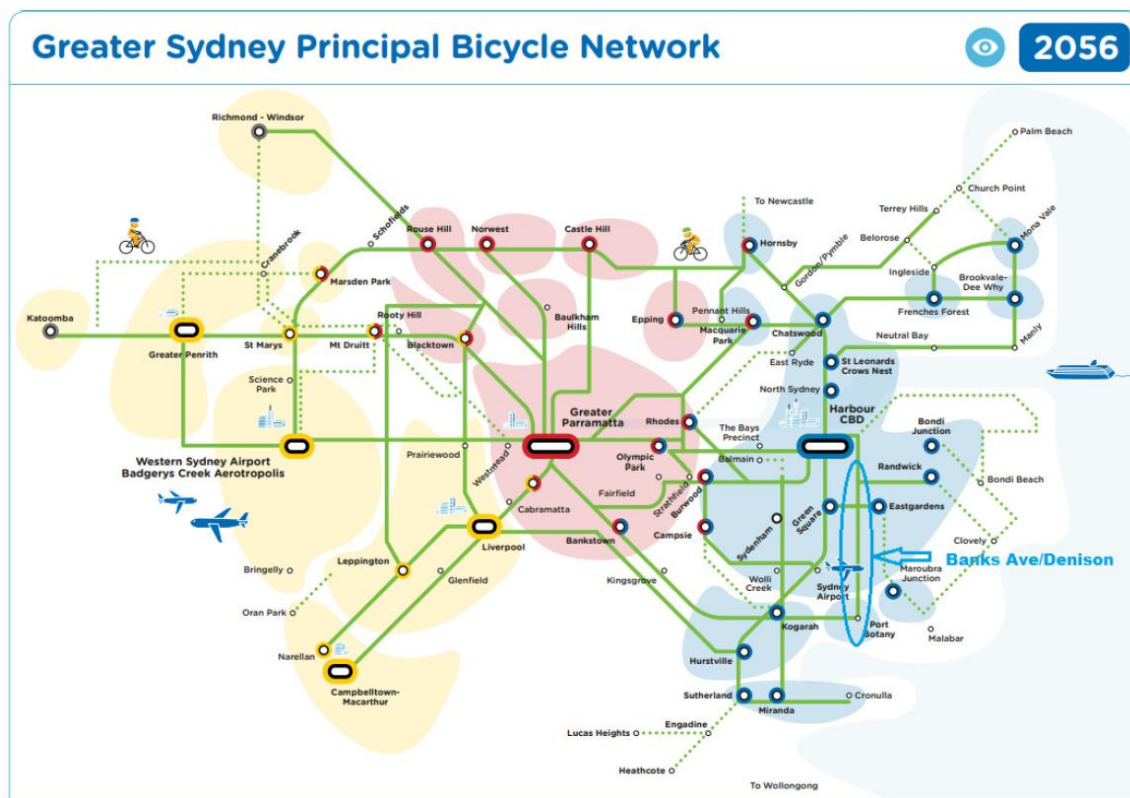 Greater Sydney Principal Bicycle Network
2056
Richmond - Windsor
Palm Beach
Church Point
To Newcastle
Terrey Hills
Mona Vale
Schofields
Rouse Hill
Norwest
Castle Hill
Hornsby
Gordon/Pymble
Belorose
Cranebrook
Ingleside
Brookvale-
Dee Why
Marsden Park
Katoomba
Rooty Hill
Baulkham
Hills
Epping
Pennant Hills
Macquarie
Park
Chatswood
Frenches Forest
Greater Penrith
St Marys
Mt Druitt
Blacktown
Neutral Bay
Manly
East Ryde
St Leonards
Crows Nest
Science
Park
North Sydney
Greater
Parramatta
Harbour
CBD
Rhodes
The Bays
Precinct
Bondi
Junction
Western Sydney Airport
Badgerys Creek Aerotropolis
Prairiewood
Westmead
Olympic
Park
Balmain
Randwick
Strathfield
Burwood
Bondi Beach
Fairfield
Cabramatta
Green
Square
Eastgardens
Liverpool
Bankstown
Campsie
Sydenham
Clovely
Banks Ave/Denison
Bringelly
Leppington
Glenfield
Kingsgrove
Wolli
Creek
Sydney
Airport
Maroubra
Junction
Oran Park
Kogarah
Port
Botany
Malabar
Narellan
Hurstville
Campbelltown-
Macarthur
Sutherland
Miranda
Cronulla
Lucas Heights
Engadine
Heathcote
To Wollongong